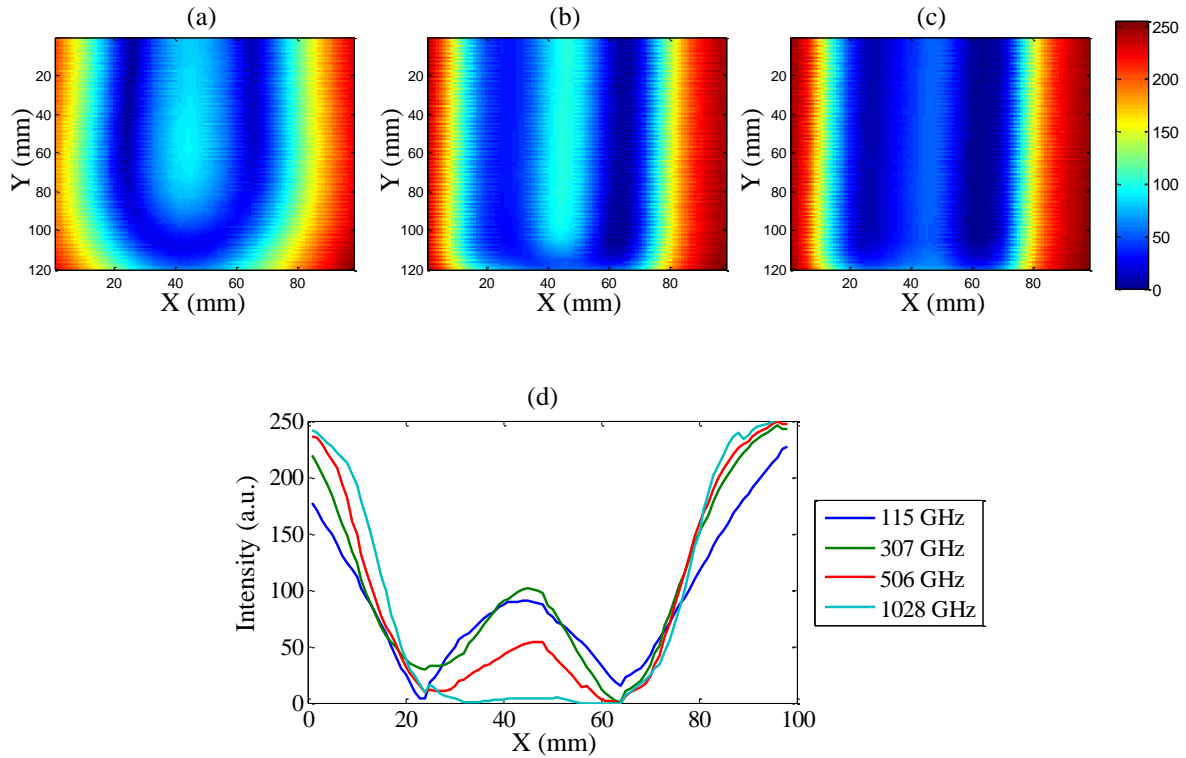 (a)
(b)
(c)
Y (mm)
20
40
60
80
100
120
20 40 60 80
X (mm)
Y (mm)
20
40
60
80
100
120
20 40 60 80
X (mm)
Y (mm)
20
40
60
80
100
120
20 40 60 80
X (mm)
250
200
150
100
50
0
(d)
Intensity (a.u.)
250
200
150
100
50
0
0 20 40 60 80 100
X (mm)
115 GHz
307 GHz
506 GHz
1028 GHz